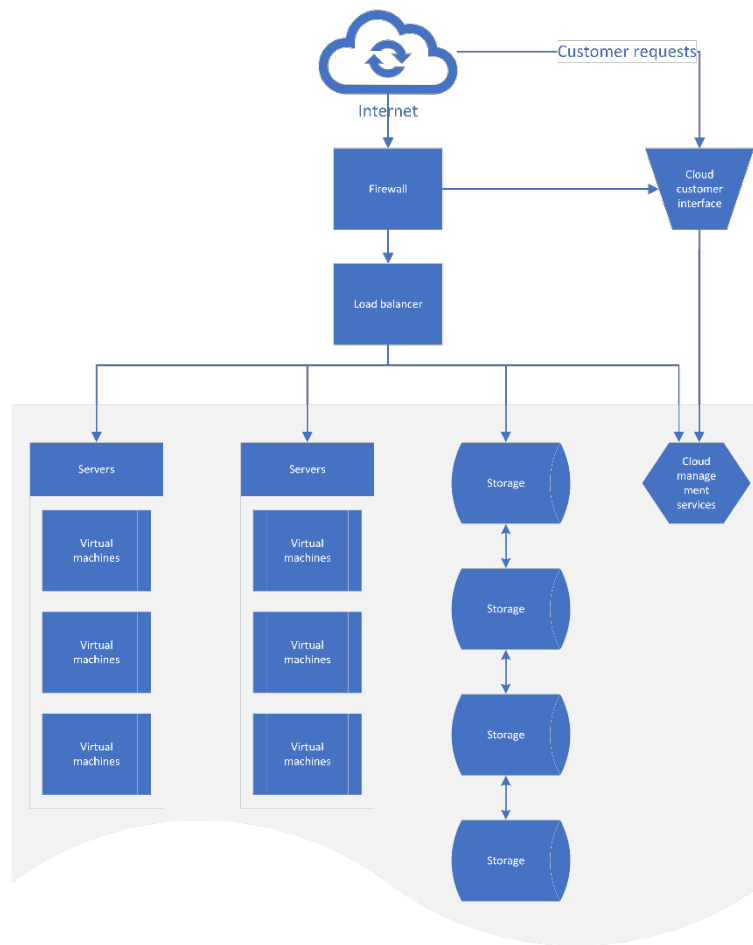 Customer requests
Internet
Firewall
Cloud
customer
interface
Load balancer
Servers
Servers
Storage
Cloud
manage
ment
services
Virtual
machines
Virtual
machines
Storage
Virtual
machines
Virtual
machines
Storage
Virtual
machines
Virtual
machines
Storage